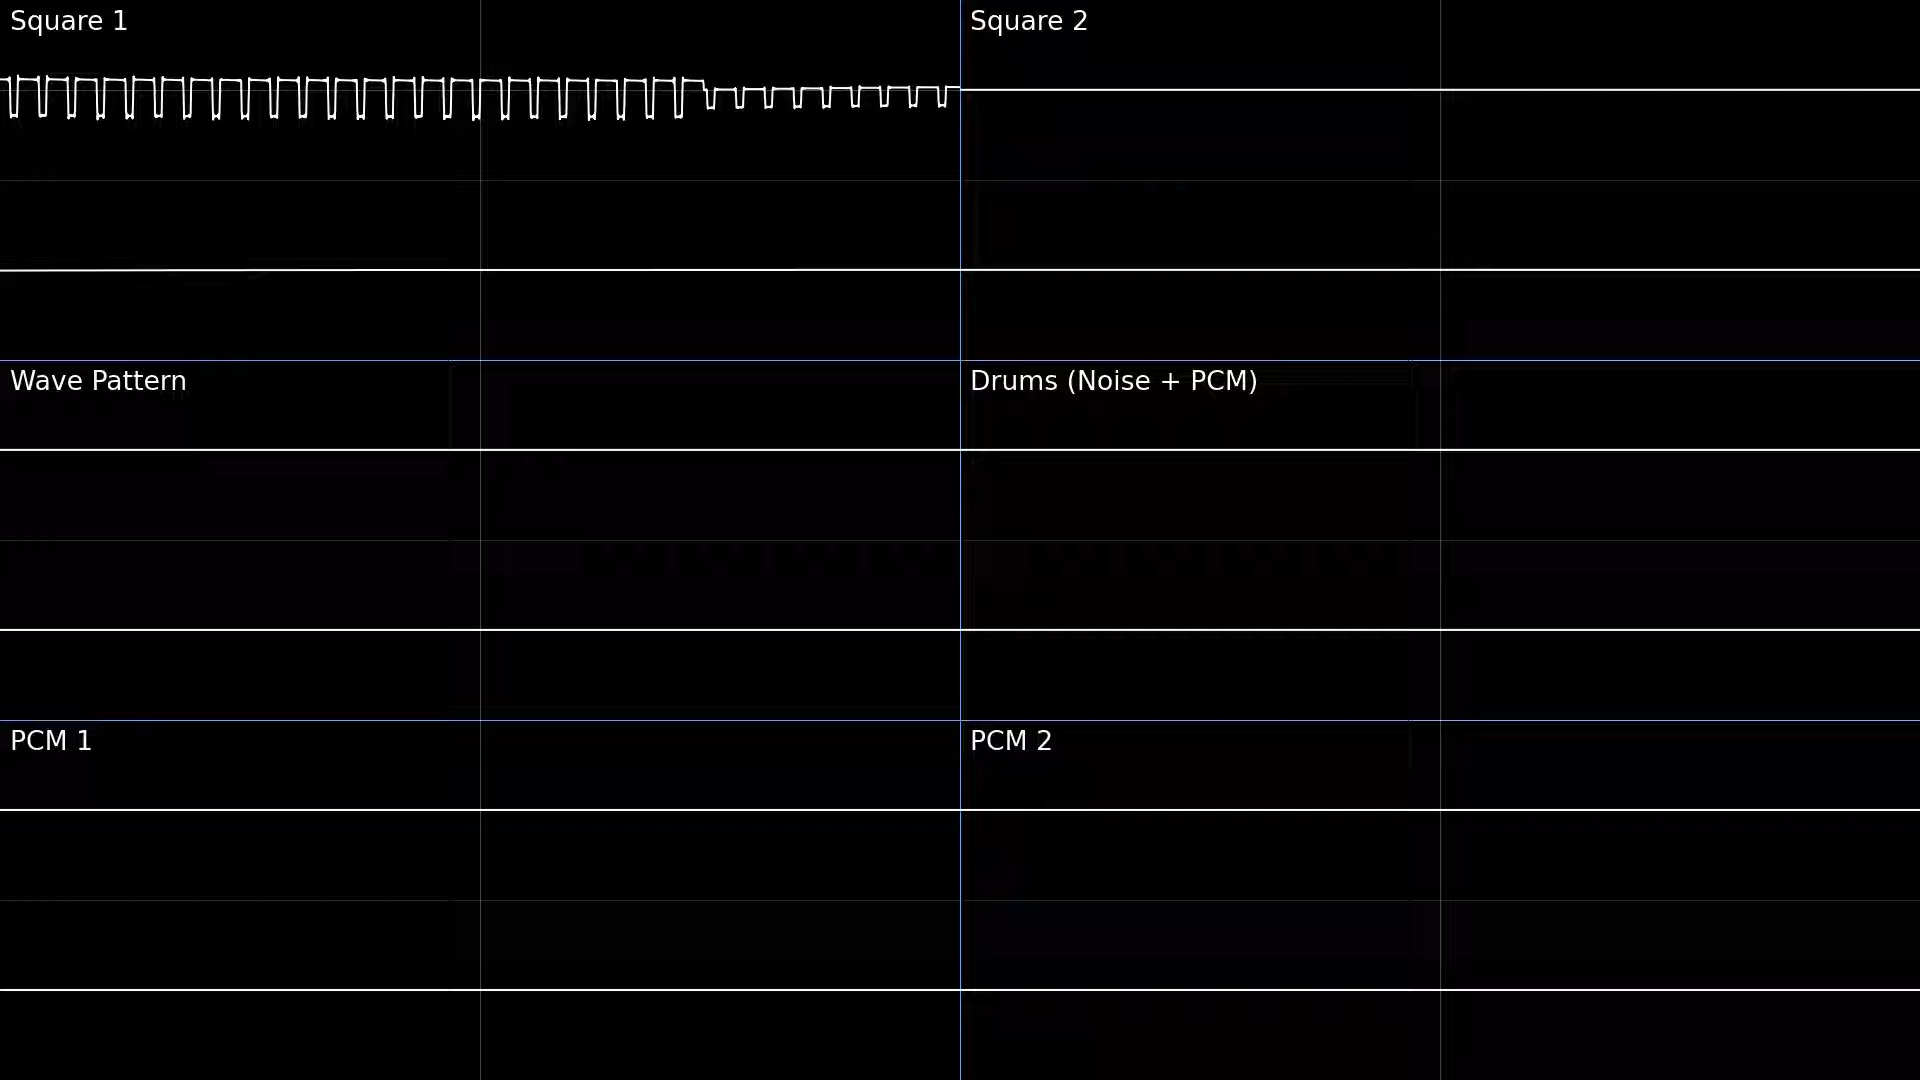 Square 1
Square 2
Wave Pattern
Drums (Noise + PCM)
PCM 1
PCM 2